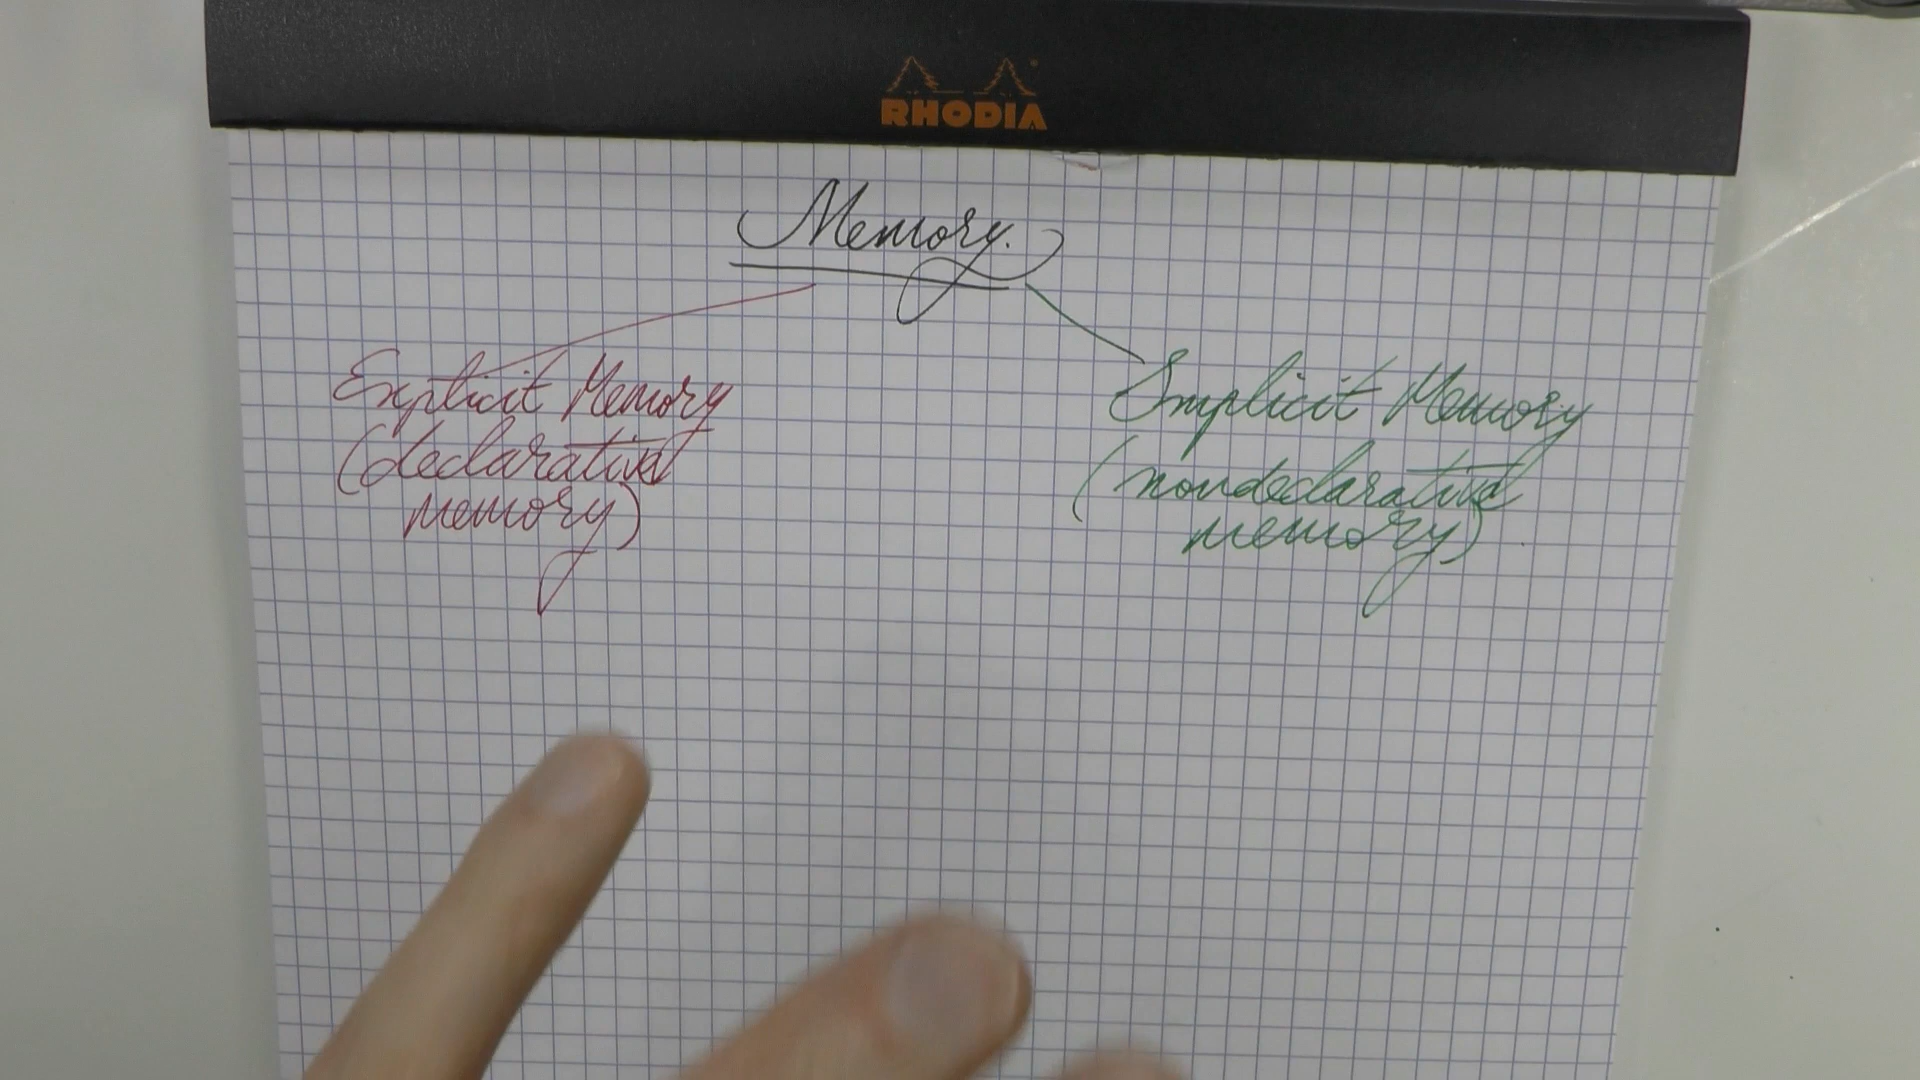 RHODIA
Memory.
Explicit Memory
(declarative
memory)
Implicit Memory
(nondeclarative
memory)